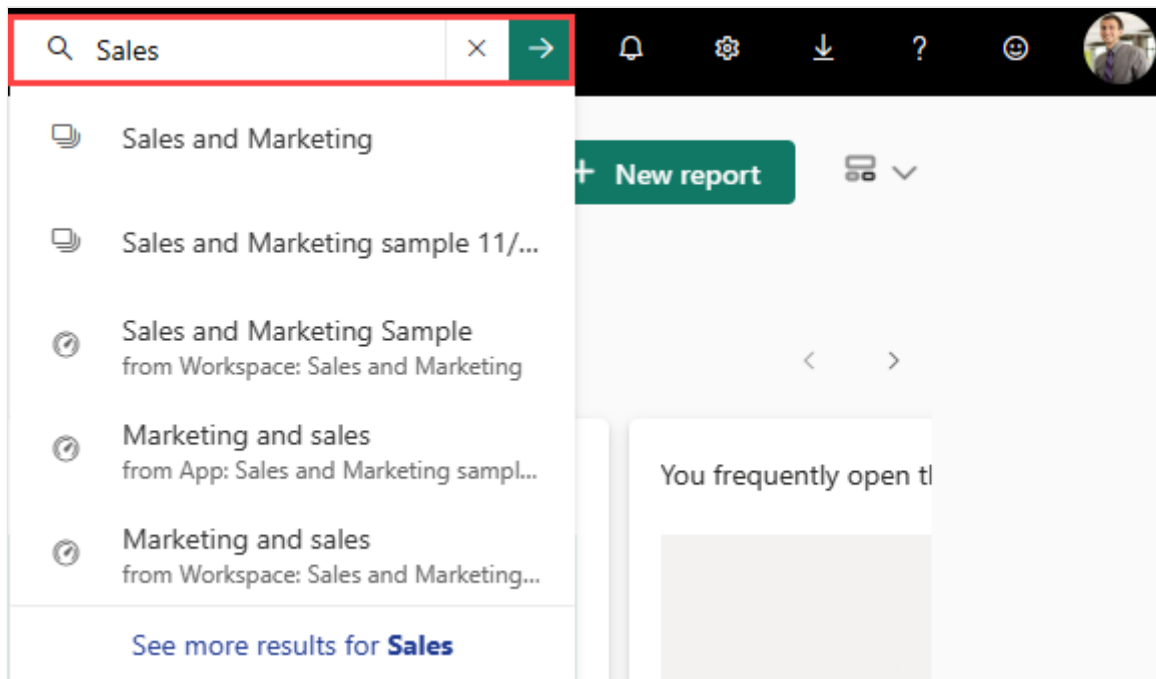 Sales
Sales and Marketing
+ New report
Sales and Marketing sample 11/...
Sales and Marketing Sample
from Workspace: Sales and Marketing
Marketing and sales
from App: Sales and Marketing sampl...
You frequently open
Marketing and sales
from Workspace: Sales and Marketing...
See more results for Sales